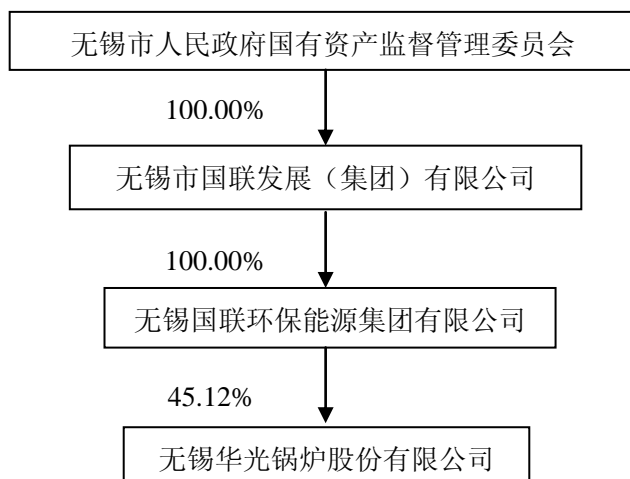 无锡市人民政府国有资产监督管理委员会
100.00%
无锡市国联发展（集团）有限公司
100.00%
无锡国联环保能源集团有限公司
45.12%
无锡华光锅炉股份有限公司